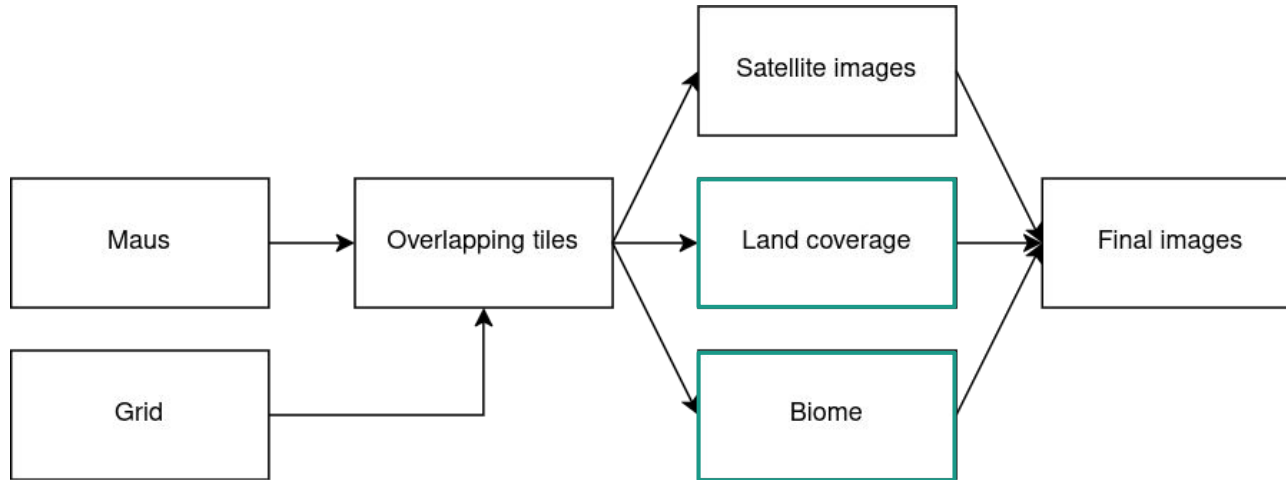 Satellite images
Maus
Overlapping tiles
Land coverage
Final images
Grid
Biome